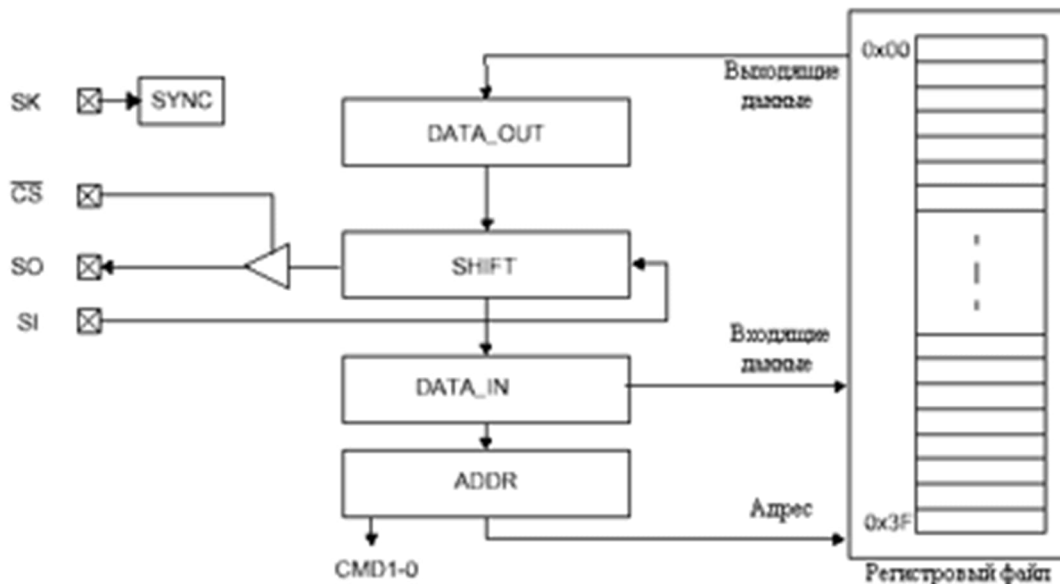 0x00
Выходящие
данные
SK
SYNC
DATA_OUT
CS
SO
SHIFT
SI
Входящие
данные
DATA_IN
ADDR
Адрес
0x3F
CMD1-0
Регистровый файл